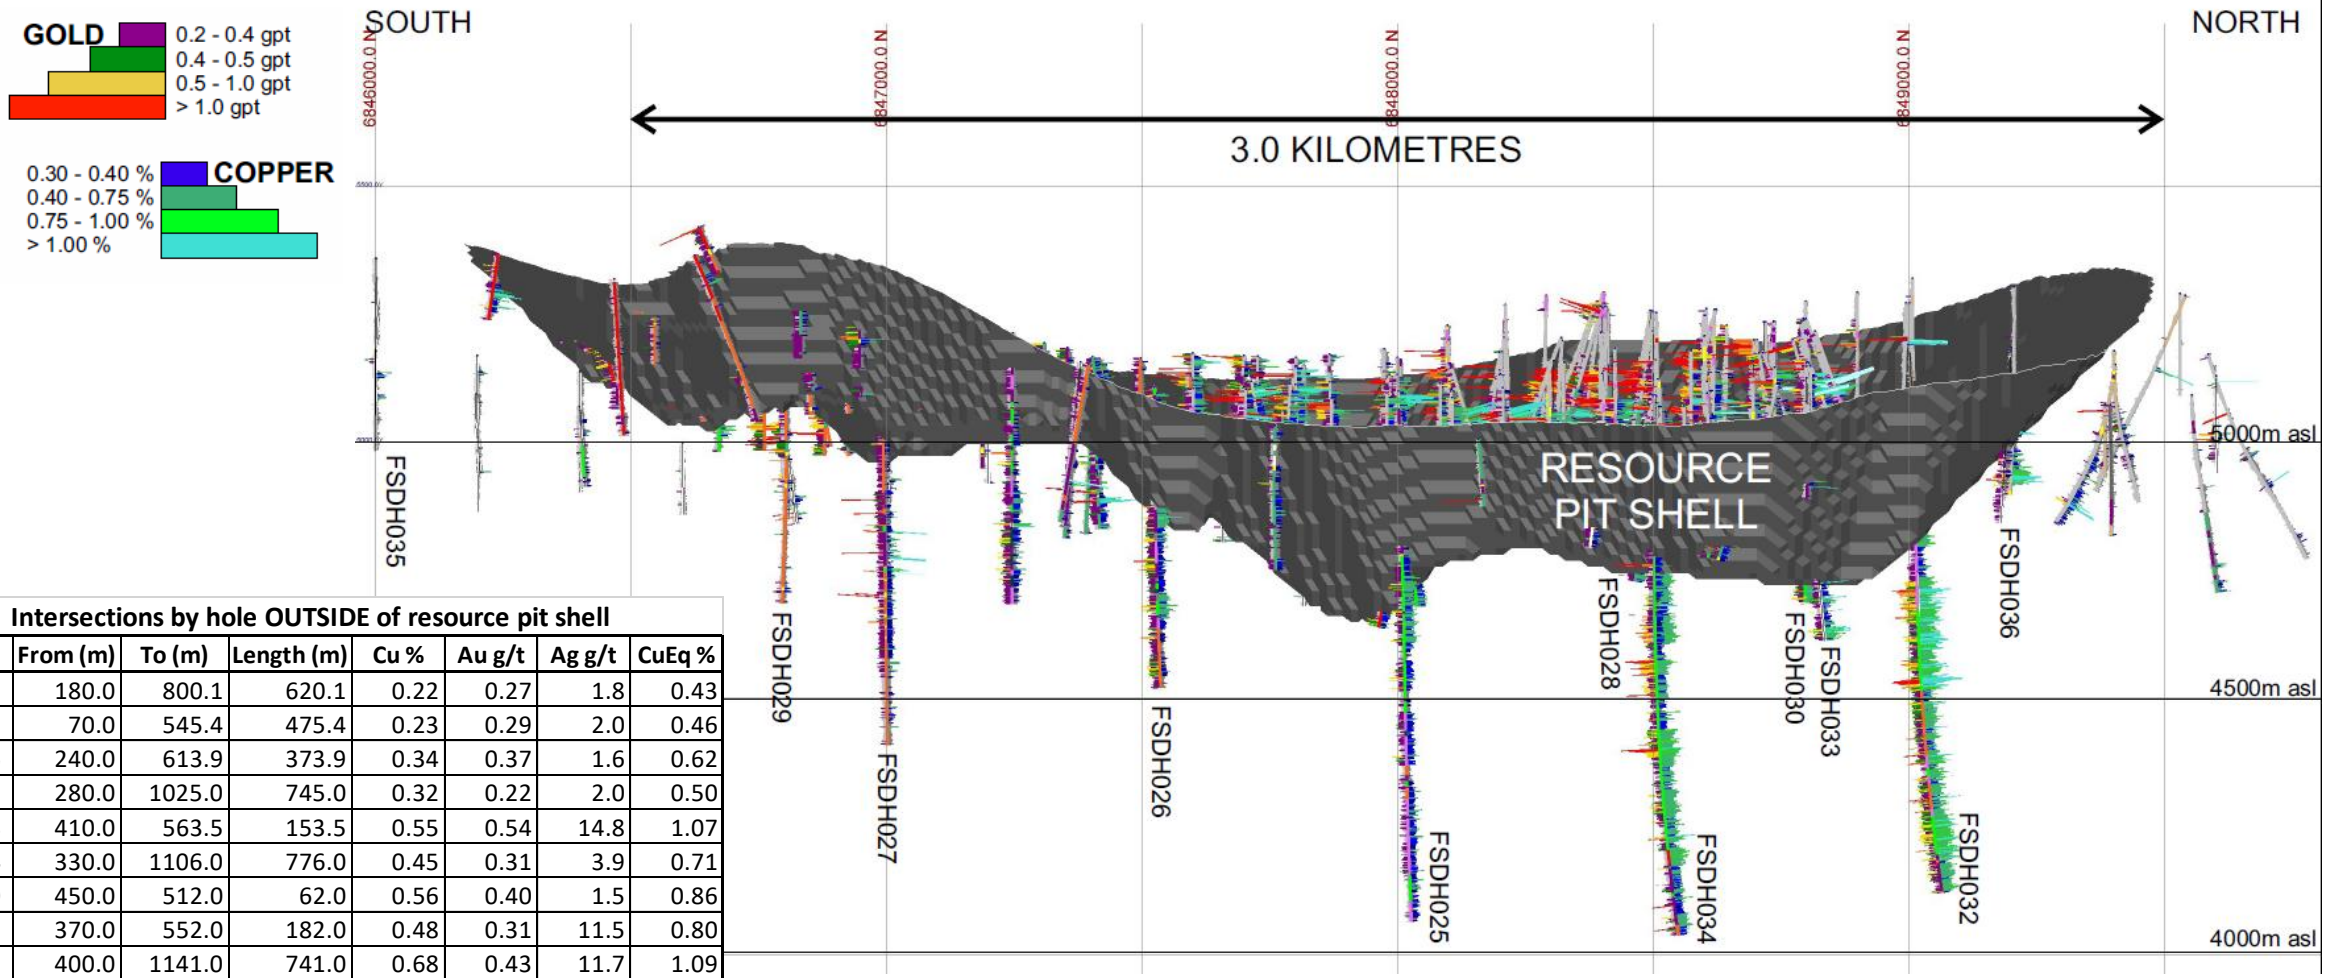 SOUTH
NORTH
GOLD
0.2 - 0.4 gpt
0.4 - 0.5 gpt
0.5 - 1.0 gpt
> 1.0 gpt
COPPER
0.30 - 0.40 %
0.40 - 0.75 %
0.75 - 1.00 %
> 1.00 %
6846000.0 N
6847000.0 N
6848000.0 N
6849000.0 N
3.0 KILOMETRES
RESOURCE
PIT SHELL
5000m asl
4500m asl
4000m asl
FSDH035
FSDH029
FSDH027
FSDH026
FSDH025
FSDH028
FSDH034
FSDH030
FSDH033
FSDH032
FSDH036
Intersections by hole OUTSIDE of resource pit shell
From (m) To (m) Length (m) Cu % Au g/t Ag g/t CuEq %
180.0 800.1 620.1 0.22 0.27 1.8 0.43
70.0 545.4 475.4 0.23 0.29 2.0 0.46
240.0 613.9 373.9 0.34 0.37 1.6 0.62
280.0 1025.0 745.0 0.32 0.22 2.0 0.50
410.0 563.5 153.5 0.55 0.54 14.8 1.07
330.0 1106.0 776.0 0.45 0.31 3.9 0.71
450.0 512.0 62.0 0.56 0.40 1.5 0.86
370.0 552.0 182.0 0.48 0.31 11.5 0.80
400.0 1141.0 741.0 0.68 0.43 11.7 1.09